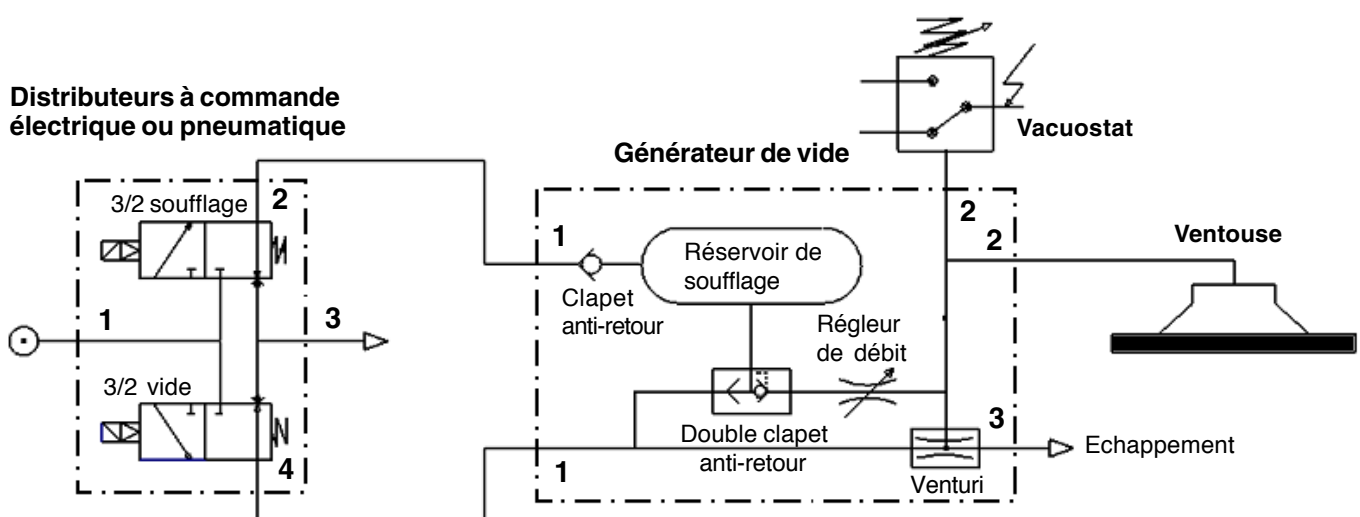 Distributeurs à commande
électrique ou pneumatique
3/2 soufflage
2
1
3
3/2 vide
4
Générateur de vide
Vacuostat
1
2
2
Ventouse
Réservoir de
soufflage
Clapet
anti-retour
Régleur
de débit
Double clapet
anti-retour
1
3
Venturi
Echappement